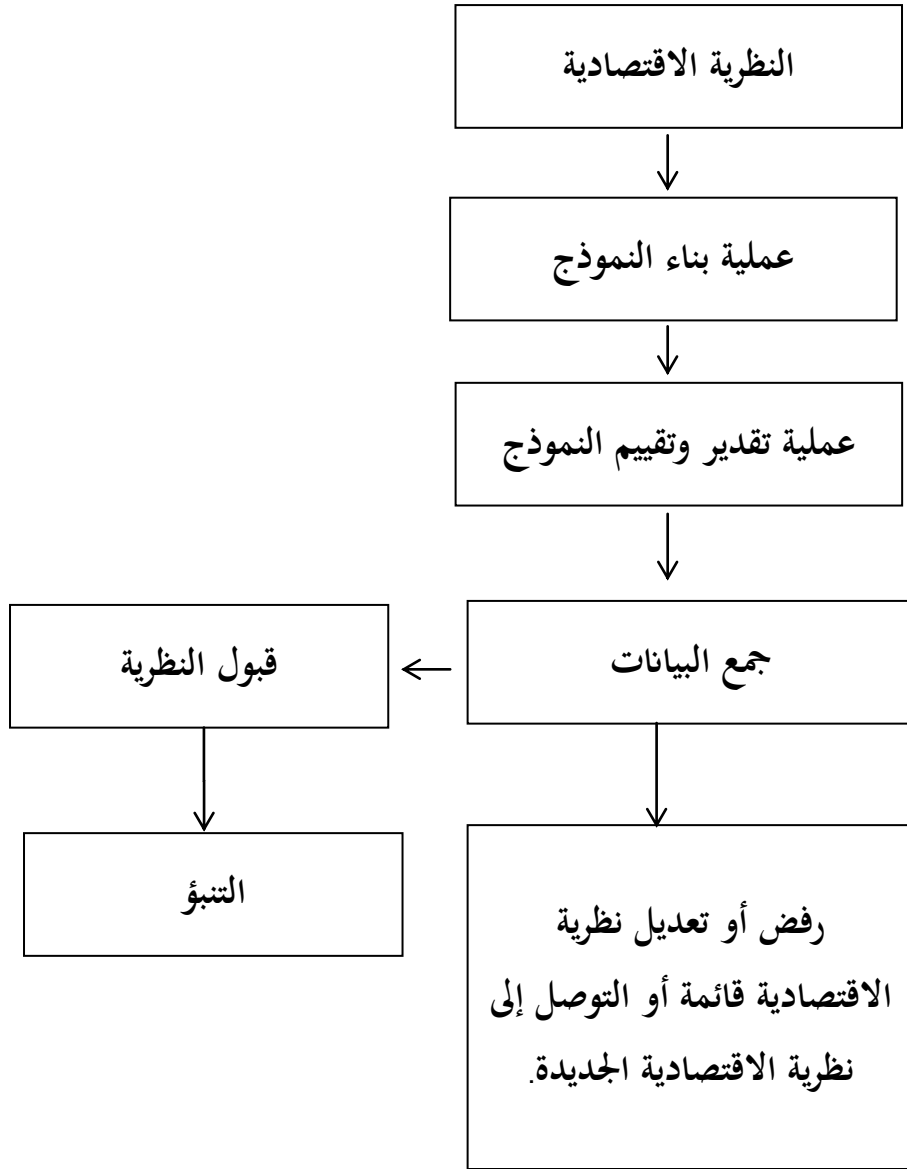 النظرية الاقتصادية
عملية بناء النموذج
عملية تقدير وتقييم النموذج
جمع البيانات
قبول النظرية
التنبؤ
رفض أو تعديل نظرية
الاقتصادية قائمة أو التوصل إلى
نظرية الاقتصادية الجديدة.